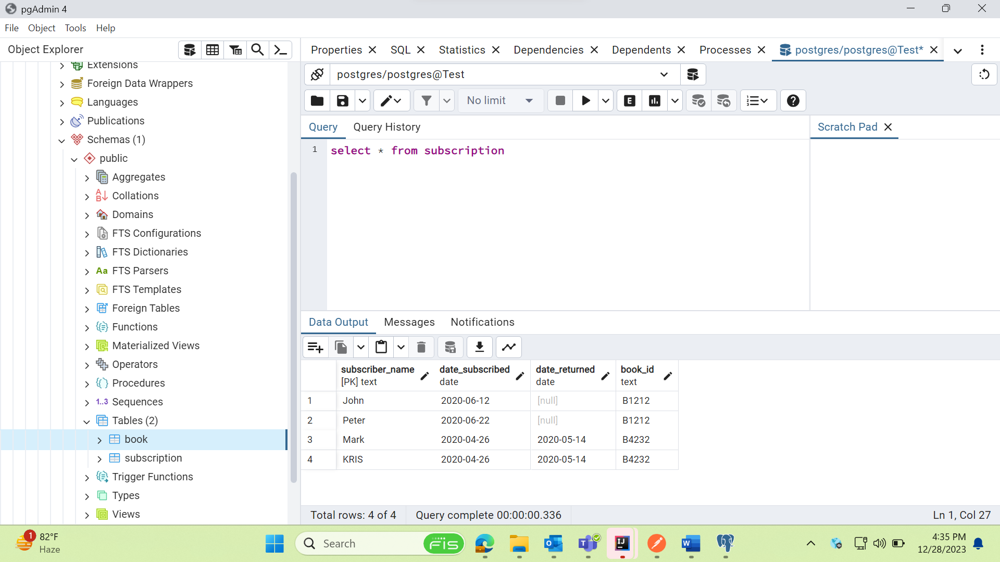 pgAdmin 4
File Object Tools Help
Object Explorer
Properties SQL Statistics Dependencies Dependents Processes postgres/postgres@Test*
Extensions
Foreign Data Wrappers
Languages
Publications
Schemas (1)
public
Aggregates
Collations
Domains
FTS Configurations
FTS Dictionaries
Aa FTS Parsers
FTS Templates
Foreign Tables
Functions
Materialized Views
Operators
Procedures
1..3 Sequences
Tables (2)
book
subscription
Trigger Functions
Types
Views
postgres/postgres@Test
No limit
E
Query Query History
Scratch Pad
1 select * from subscription
Data Output Messages Notifications
subscriber_name date_subscribed date_returned book_id
[PK] text date date text
1 John 2020-06-12 [null] B1212
2 Peter 2020-06-22 [null] B1212
3 Mark 2020-04-26 2020-05-14 B4232
4 KRIS 2020-04-26 2020-05-14 B4232
Total rows: 4 of 4 Query complete 00:00:00.336 Ln 1, Col 27
1 82°F
Haze
Search
FIS
IJ
4:35 PM
12/28/2023